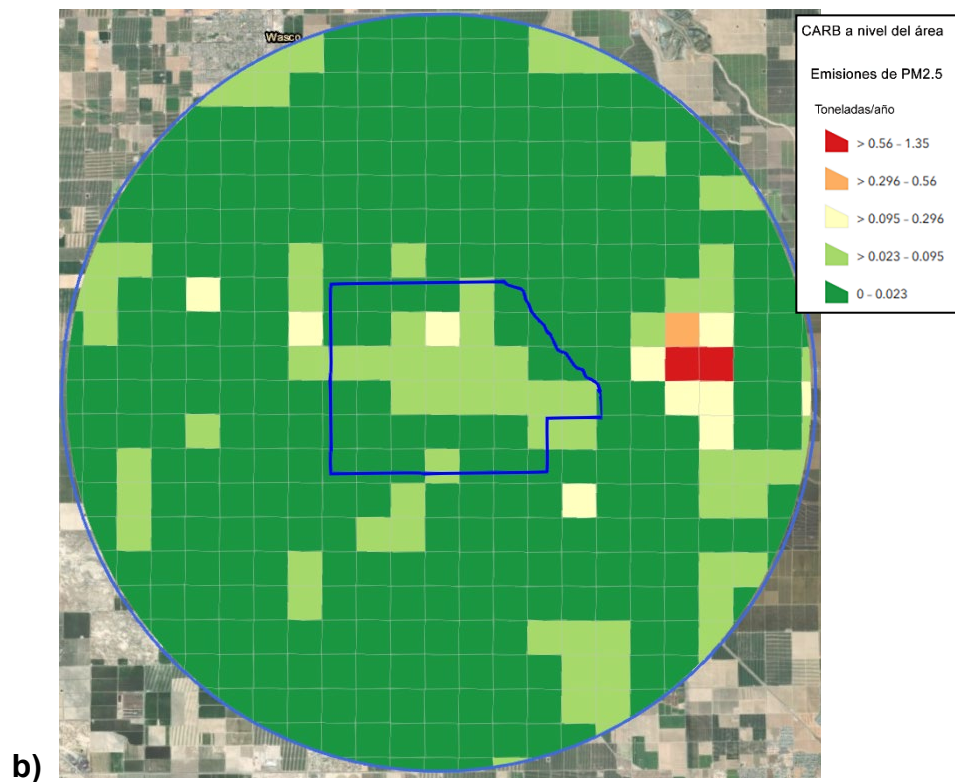 Wasco
CARB a nivel del área
Emisiones de PM2.5
Toneladas/año
> 0.56 - 1.35
> 0.296 - 0.56
> 0.095 - 0.296
> 0.023 - 0.095
0 - 0.023
b)